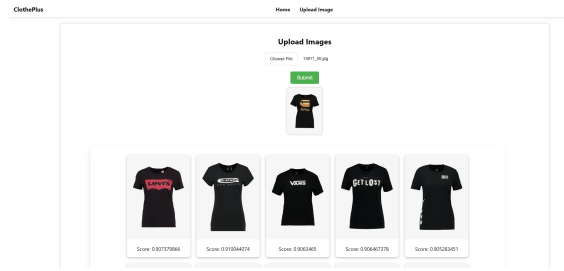 ClothePlus Home Upload Image
Upload Images
Choose File 15811_00.jpg
Submit
LEVI'S VANS GET LOST
Score: 0.907379866 Score: 0.910044074 Score: 0.9063465 Score: 0.906467378 Score: 0.905283451